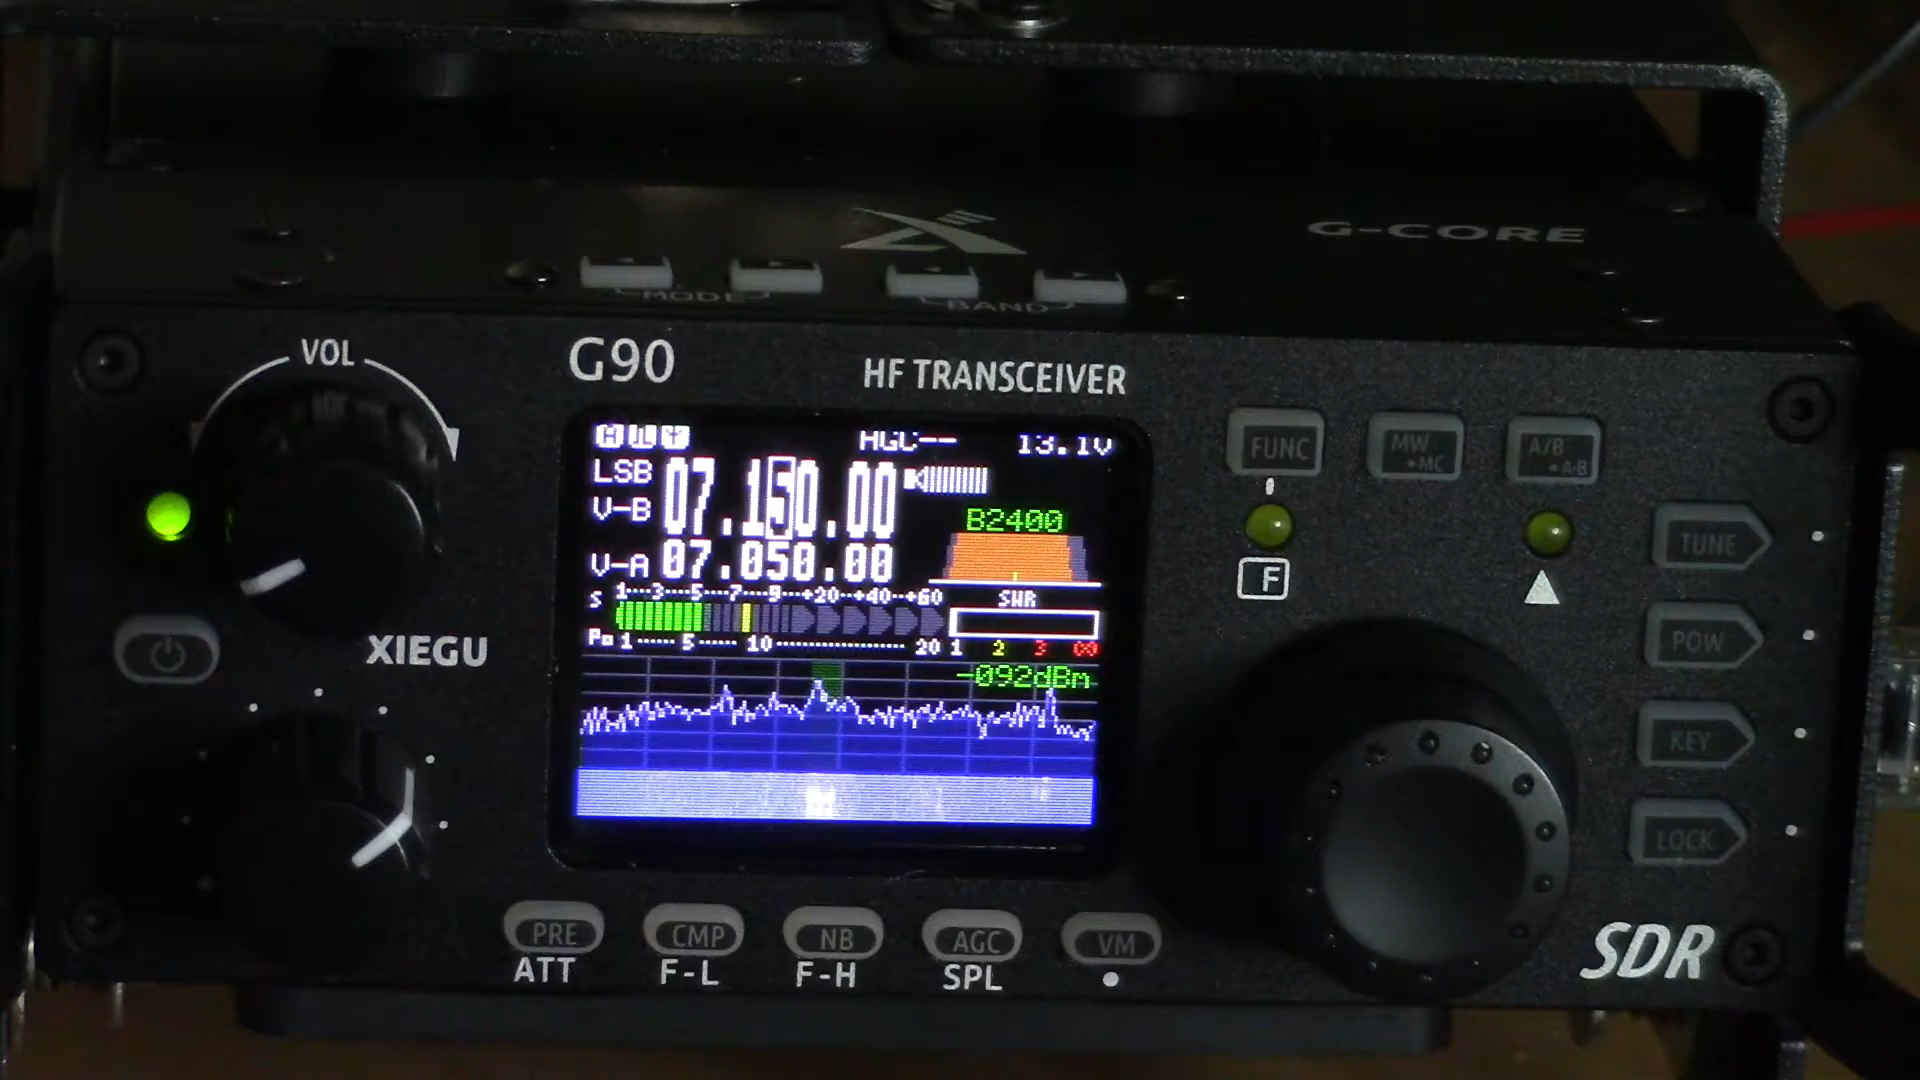 G-CORE
MODE
BAND
VOL
G90
HF TRANSCEIVER
AGC-- 13.1V
LSB 07.150.00
V-B
V-A 07.050.00
B2400
S 1--3--5--7--9--+20--+40--+60
SWR
Po 1 5 10 20
1 2 3 ∞
-092dBm
FUNC
MW •MC
A/B •A=B
F
TUNE
POW
KEY
LOCK
XIEGU
PRE CMP NB AGC VM
ATT F-L F-H SPL
SDR